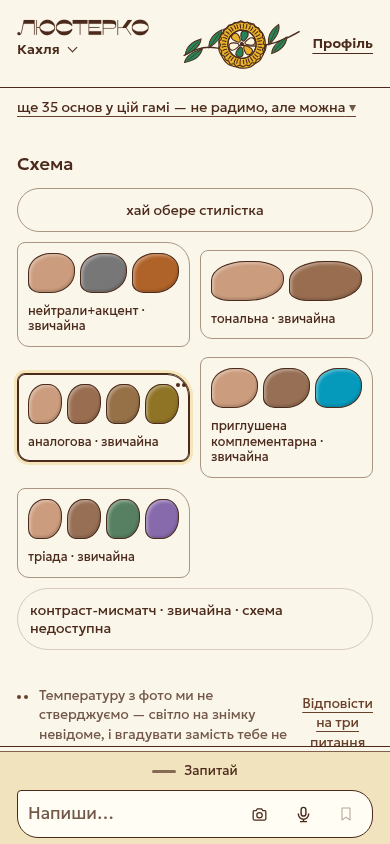 ЛЮСТЕРКО
Кахля
Профіль
ще 35 основ у цій гамі — не радимо, але можна ▾
Схема
хай обере стилістка
нейтрали+акцент ·
звичайна
тональна · звичайна
аналогова · звичайна
приглушена
комплементарна ·
звичайна
тріада · звичайна
контраст-мисматч · звичайна · схема
недоступна
Температуру з фото ми не
стверджуємо — світло на знімку
невідоме, і вгадувати замість тебе не
Відповісти
на три
питання
Запитай
Напиши…